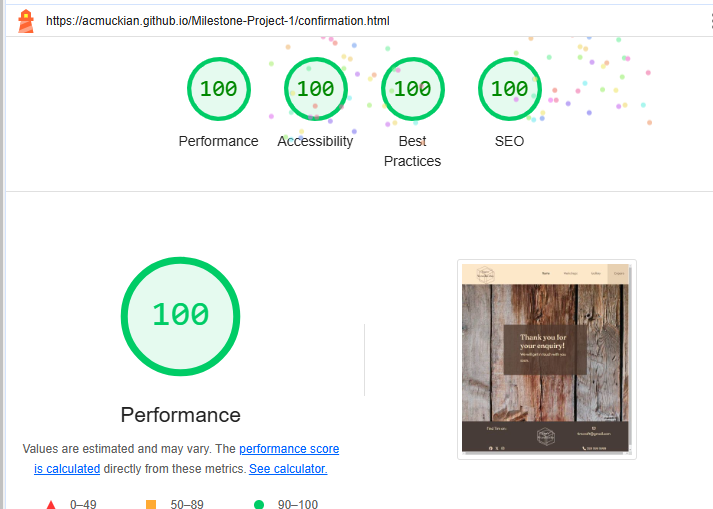 https://acmuckian.github.io/Milestone-Project-1/confirmation.html
100 100 100 100
Performance Accessibility Best Practices SEO
100
Performance
Values are estimated and may vary. The performance score
is calculated directly from these metrics. See calculator.
0–49 50–89 90–100
Thank you for
your enquiry!